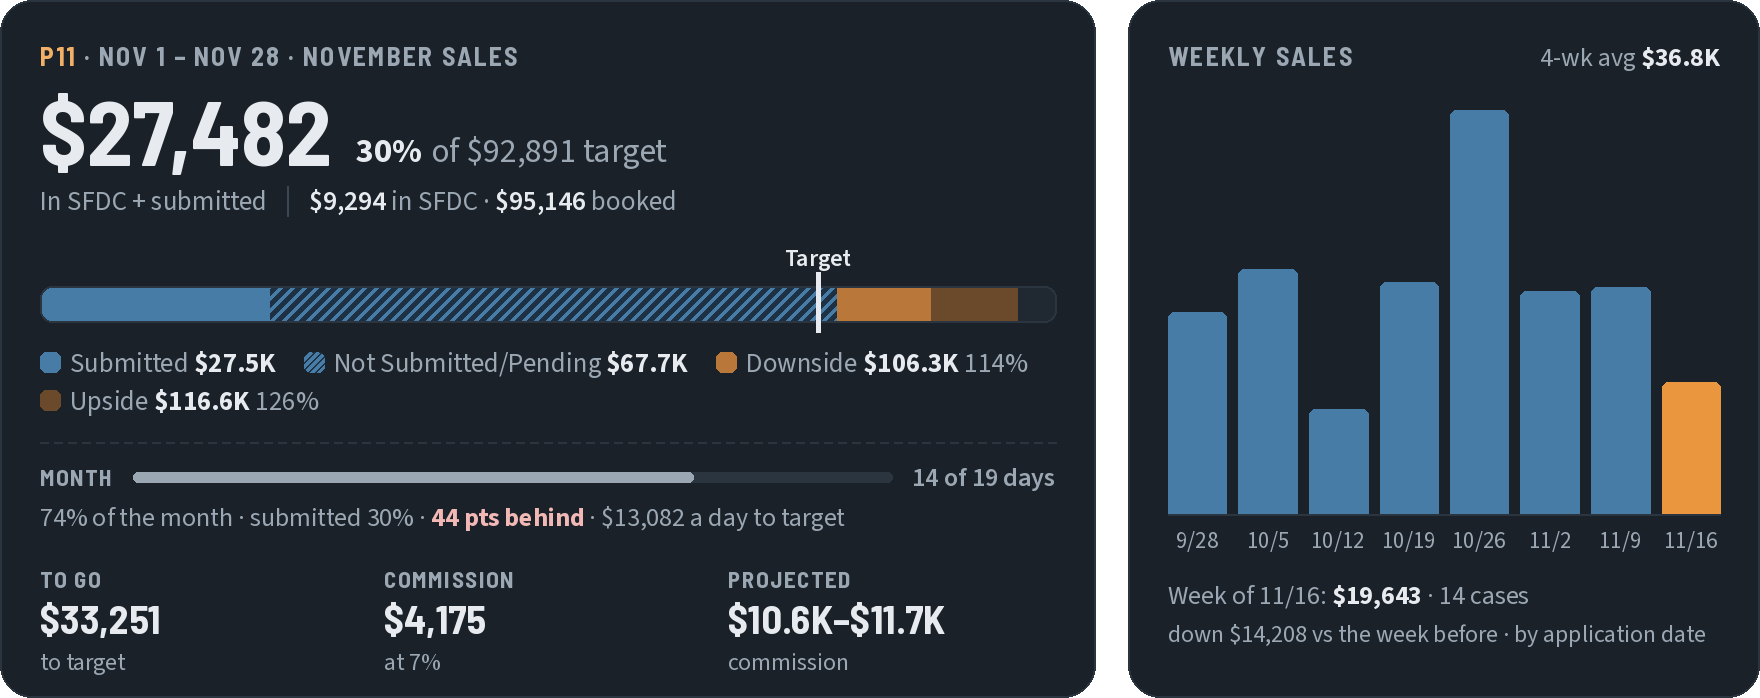 P11 · NOV 1 – NOV 28 · NOVEMBER SALES
$27,482 30% of $92,891 target
In SFDC + submitted $9,294 in SFDC · $95,146 booked
Target
Submitted $27.5K Not Submitted/Pending $67.7K Downside $106.3K 114%
Upside $116.6K 126%
MONTH 14 of 19 days
74% of the month · submitted 30% · 44 pts behind · $13,082 a day to target
TO GO COMMISSION PROJECTED
$33,251 $4,175 $10.6K–$11.7K
to target at 7% commission
WEEKLY SALES 4-wk avg $36.8K
9/28 10/5 10/12 10/19 10/26 11/2 11/9 11/16
Week of 11/16: $19,643 · 14 cases
down $14,208 vs the week before · by application date